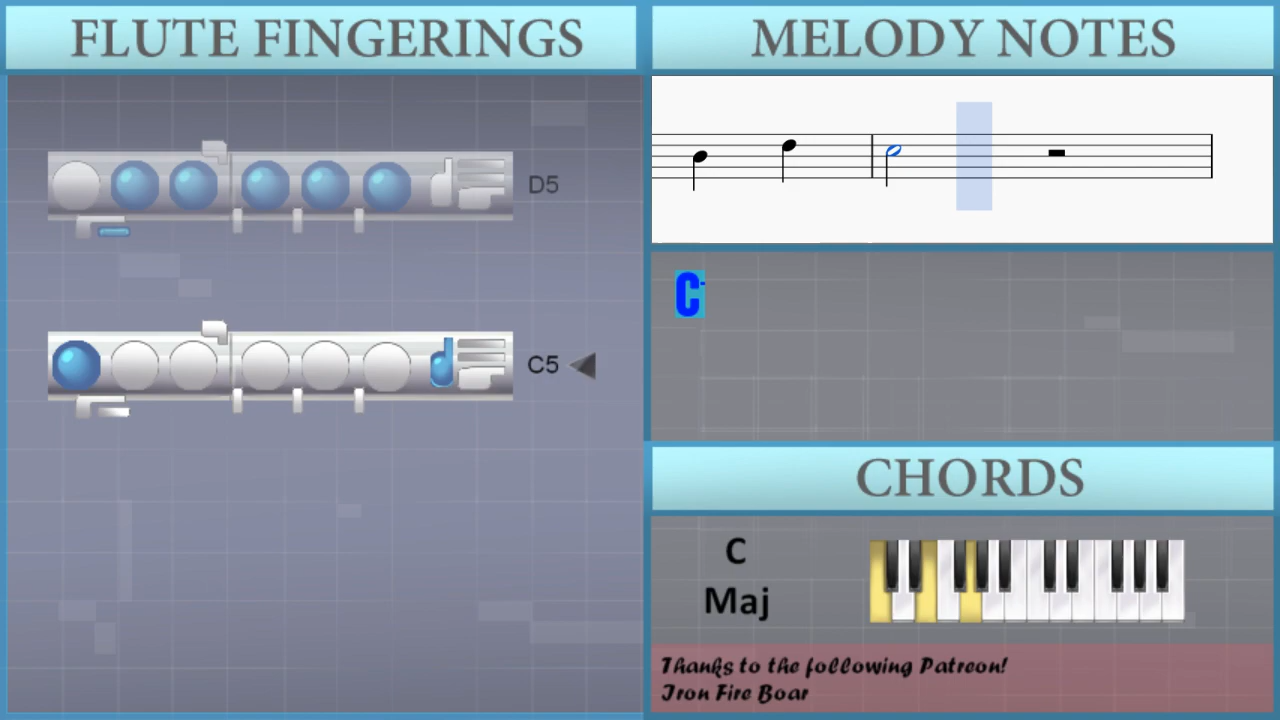 FLUTE FINGERINGS
D5
C5
MELODY NOTES
C
CHORDS
C
Maj
Thanks to the following Patreon!
Iron Fire Boar